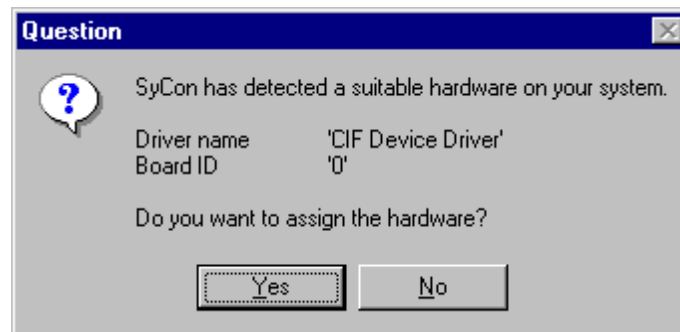 Question
SyCon has detected a suitable hardware on your system.
Driver name 'CIF Device Driver'
Board ID '0'
Do you want to assign the hardware?
Yes No